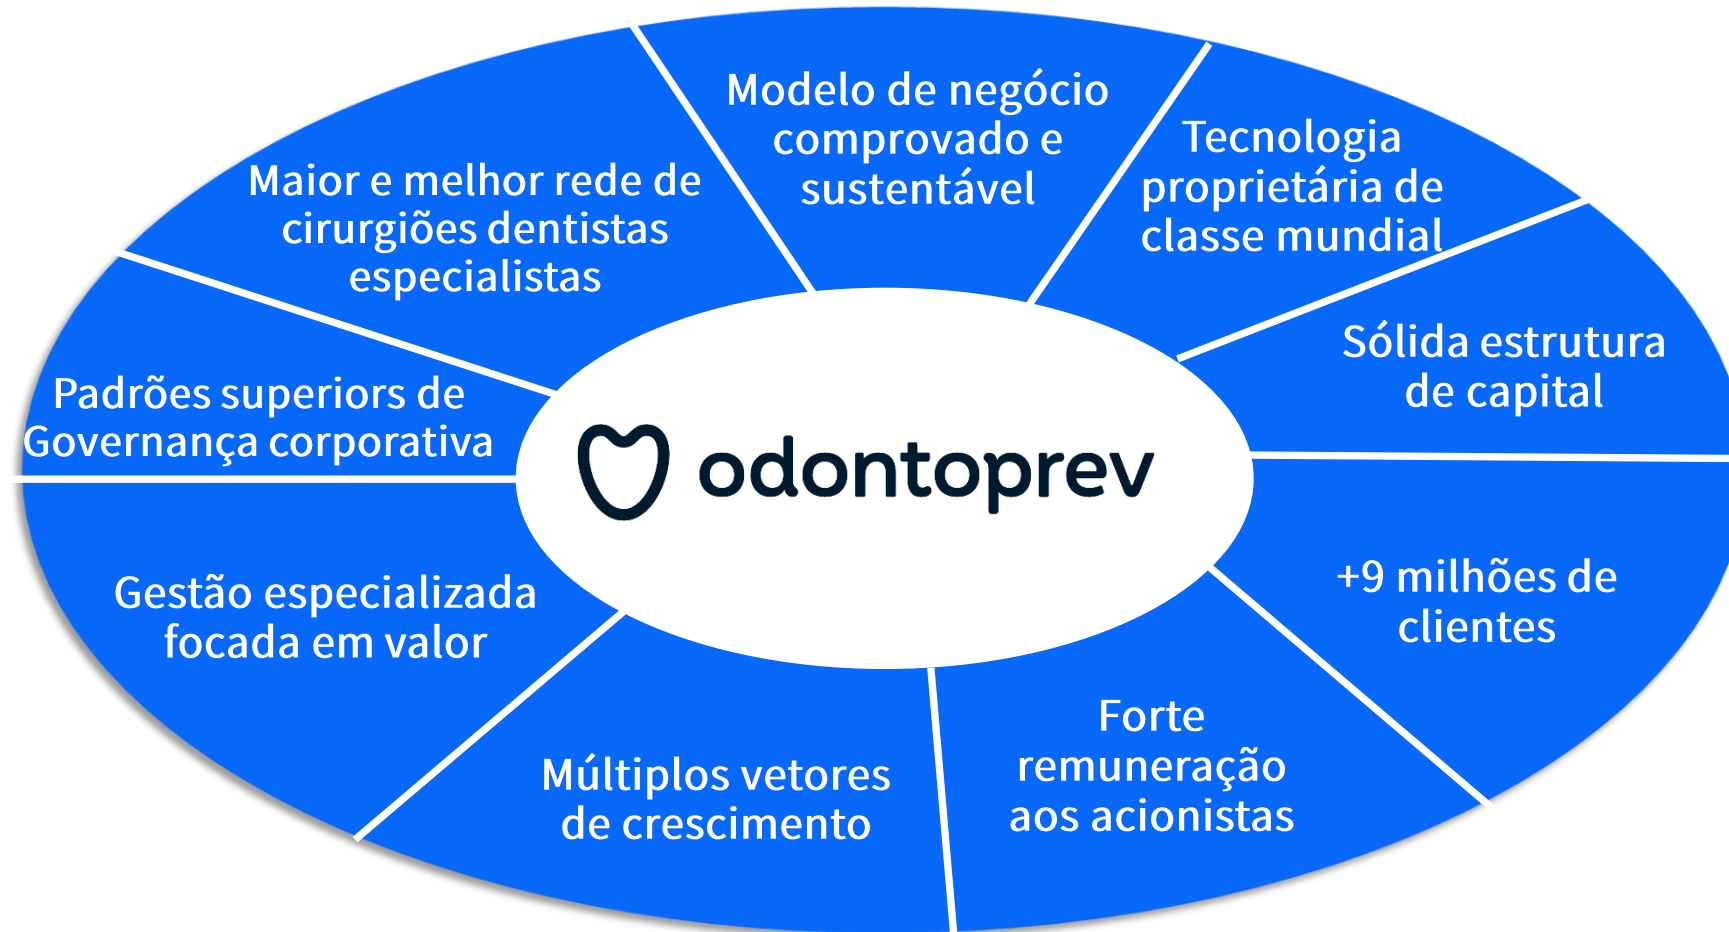 Modelo de negócio
comprovado e
sustentável
Tecnologia
proprietária de
classe mundial
Sólida estrutura
de capital
+9 milhões de
clientes
Forte
remuneração
aos acionistas
Múltiplos vetores
de crescimento
Gestão especializada
focada em valor
Padrões superiors de
Governança corporativa
Maior e melhor rede de
cirurgiões dentistas
especialistas
odontoprev